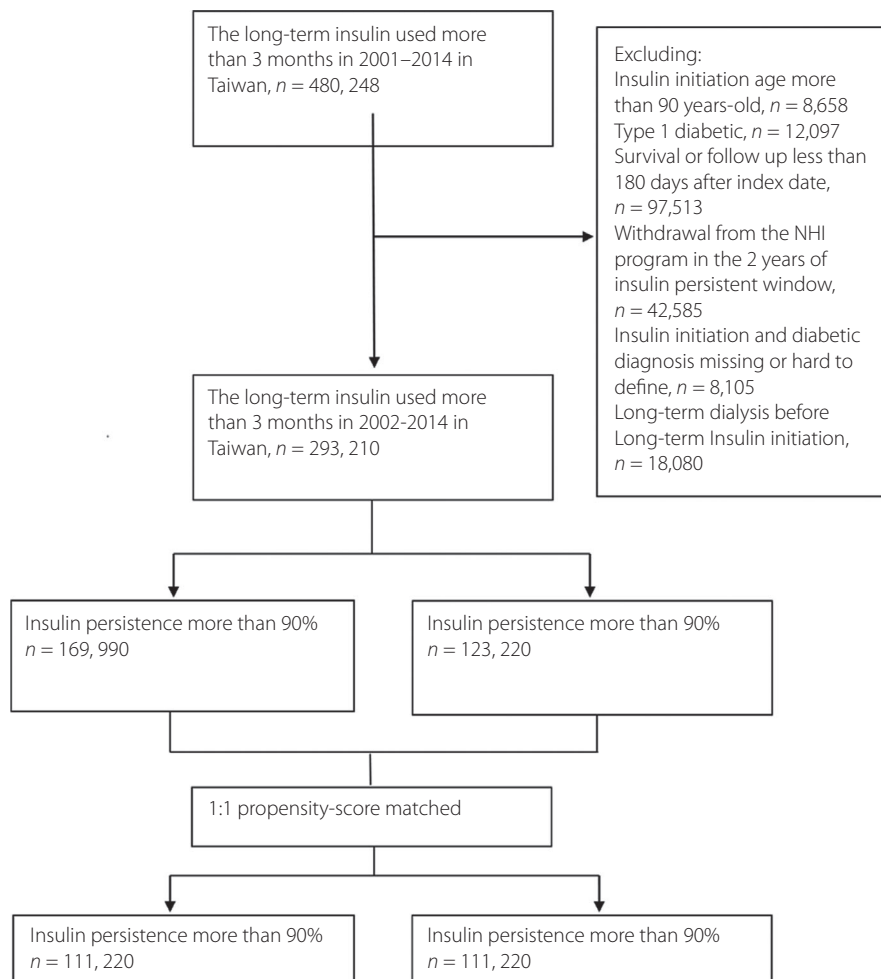 The long-term insulin used more
than 3 months in 2001–2014 in
Taiwan, n = 480, 248
Excluding:
Insulin initiation age more
than 90 years-old, n = 8,658
Type 1 diabetic, n = 12,097
Survival or follow up less than
180 days after index date,
n = 97,513
Withdrawal from the NHI
program in the 2 years of
insulin persistent window,
n = 42,585
Insulin initiation and diabetic
diagnosis missing or hard to
define, n = 8,105
Long-term dialysis before
Long-term Insulin initiation,
n = 18,080
The long-term insulin used more
than 3 months in 2002-2014 in
Taiwan, n = 293, 210
Insulin persistence more than 90%
n = 169, 990
Insulin persistence more than 90%
n = 123, 220
1:1 propensity-score matched
Insulin persistence more than 90%
n = 111, 220
Insulin persistence more than 90%
n = 111, 220